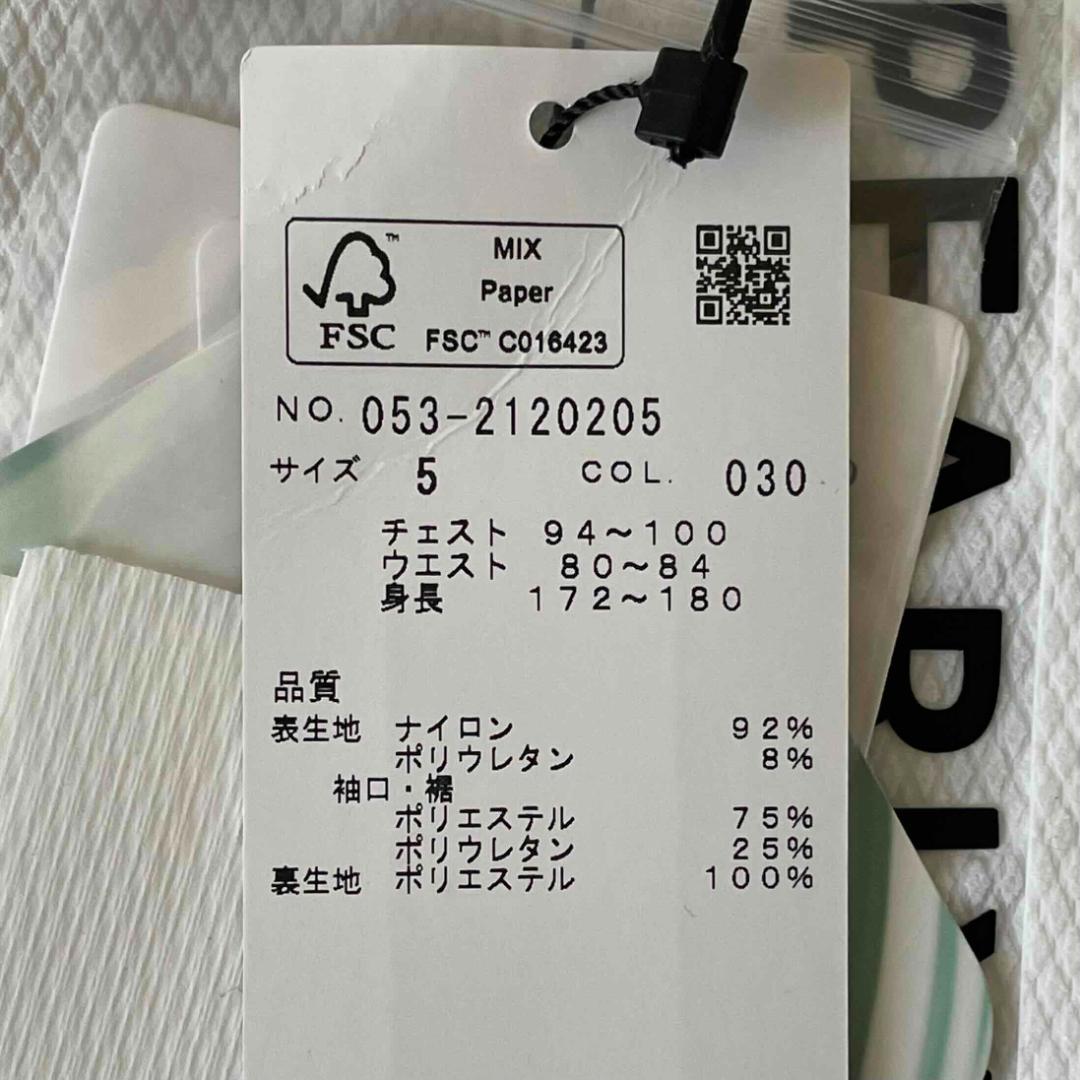 MIX
Paper
FSC™ C016423
™
FSC
NO. 053-2120205
サイズ 5 COL. 030
チェスト 94〜100
ウエスト 80〜84
身長 172〜180
品質
表生地 ナイロン 92%
ポリウレタン 8%
袖口・裾
ポリエステル 75%
ポリウレタン 25%
裏生地 ポリエステル 100%